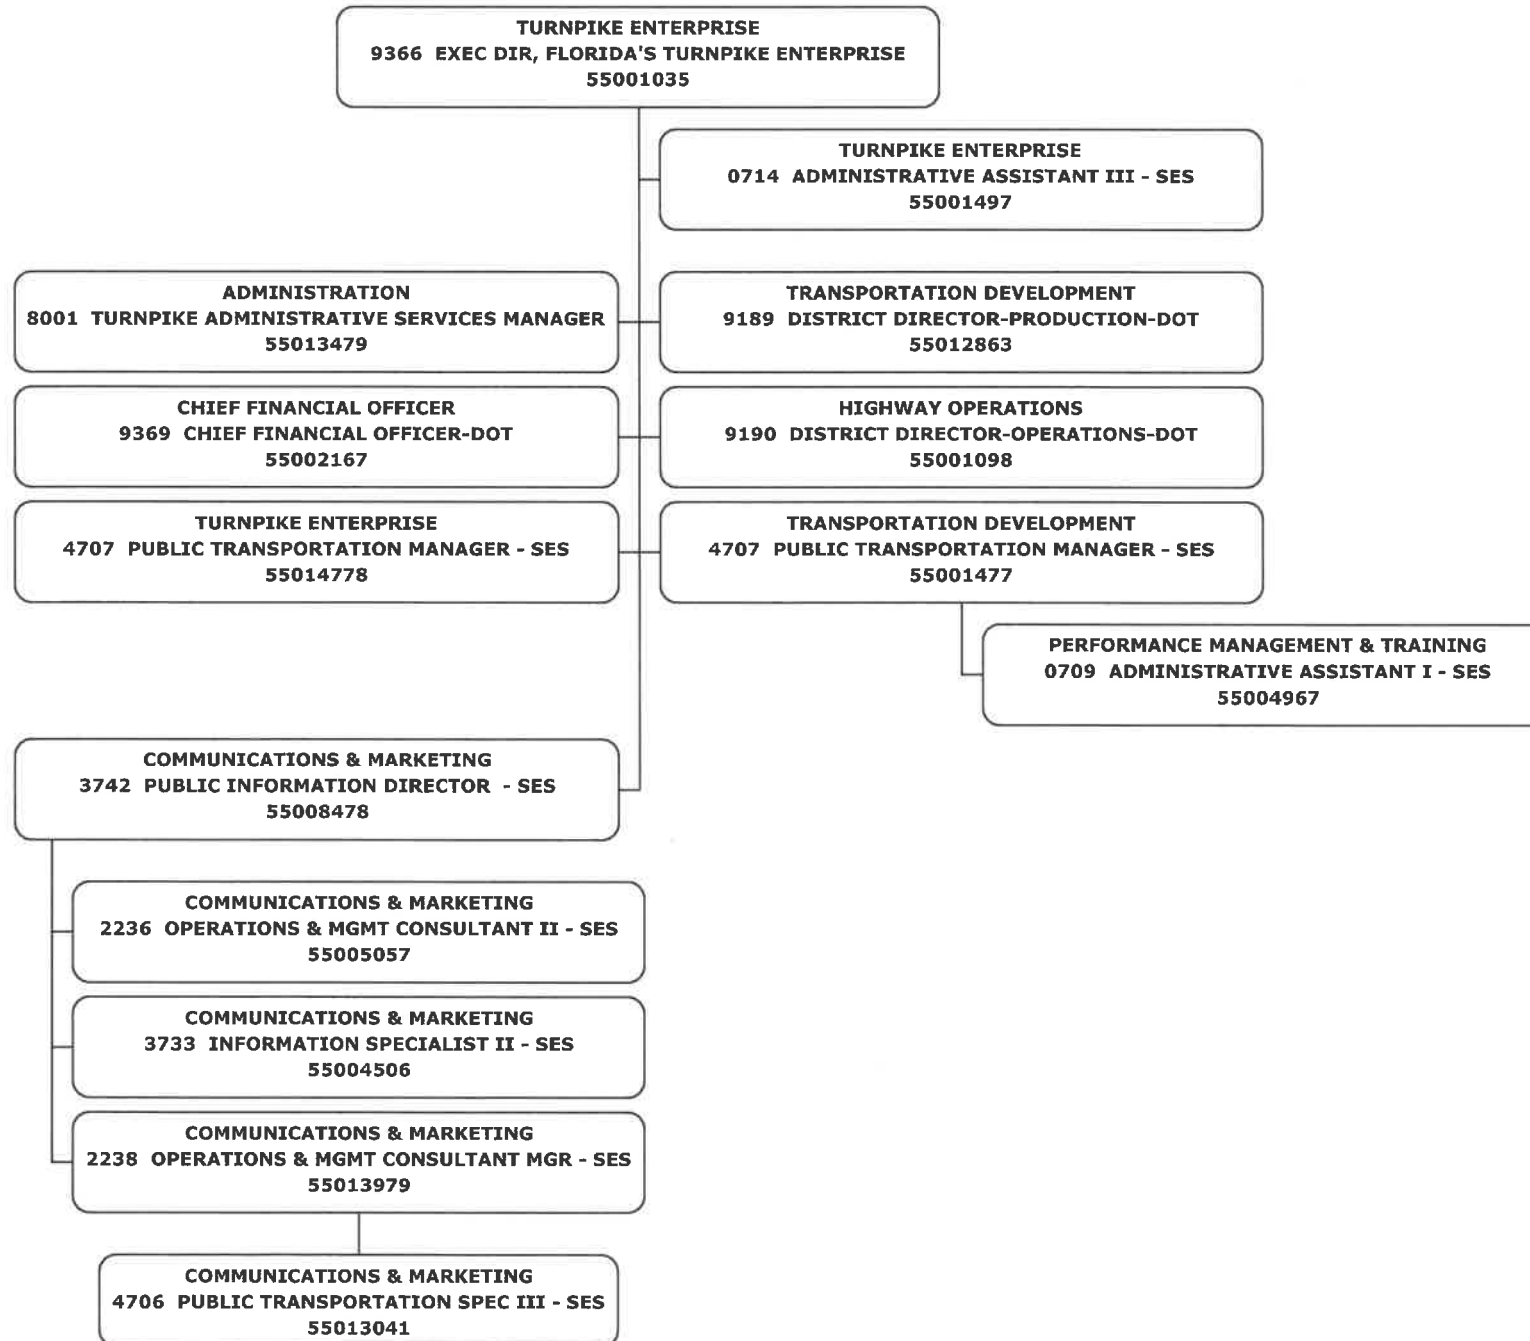 TURNPIKE ENTERPRISE
9366 EXEC DIR, FLORIDA'S TURNPIKE ENTERPRISE
55001035
TURNPIKE ENTERPRISE
0714 ADMINISTRATIVE ASSISTANT III - SES
55001497
ADMINISTRATION
8001 TURNPIKE ADMINISTRATIVE SERVICES MANAGER
55013479
TRANSPORTATION DEVELOPMENT
9189 DISTRICT DIRECTOR-PRODUCTION-DOT
55012863
CHIEF FINANCIAL OFFICER
9369 CHIEF FINANCIAL OFFICER-DOT
55002167
HIGHWAY OPERATIONS
9190 DISTRICT DIRECTOR-OPERATIONS-DOT
55001098
TURNPIKE ENTERPRISE
4707 PUBLIC TRANSPORTATION MANAGER - SES
55014778
TRANSPORTATION DEVELOPMENT
4707 PUBLIC TRANSPORTATION MANAGER - SES
55001477
PERFORMANCE MANAGEMENT & TRAINING
0709 ADMINISTRATIVE ASSISTANT I - SES
55004967
COMMUNICATIONS & MARKETING
3742 PUBLIC INFORMATION DIRECTOR - SES
55008478
COMMUNICATIONS & MARKETING
2236 OPERATIONS & MGMT CONSULTANT II - SES
55005057
COMMUNICATIONS & MARKETING
3733 INFORMATION SPECIALIST II - SES
55004506
COMMUNICATIONS & MARKETING
2238 OPERATIONS & MGMT CONSULTANT MGR - SES
55013979
COMMUNICATIONS & MARKETING
4706 PUBLIC TRANSPORTATION SPEC III - SES
55013041